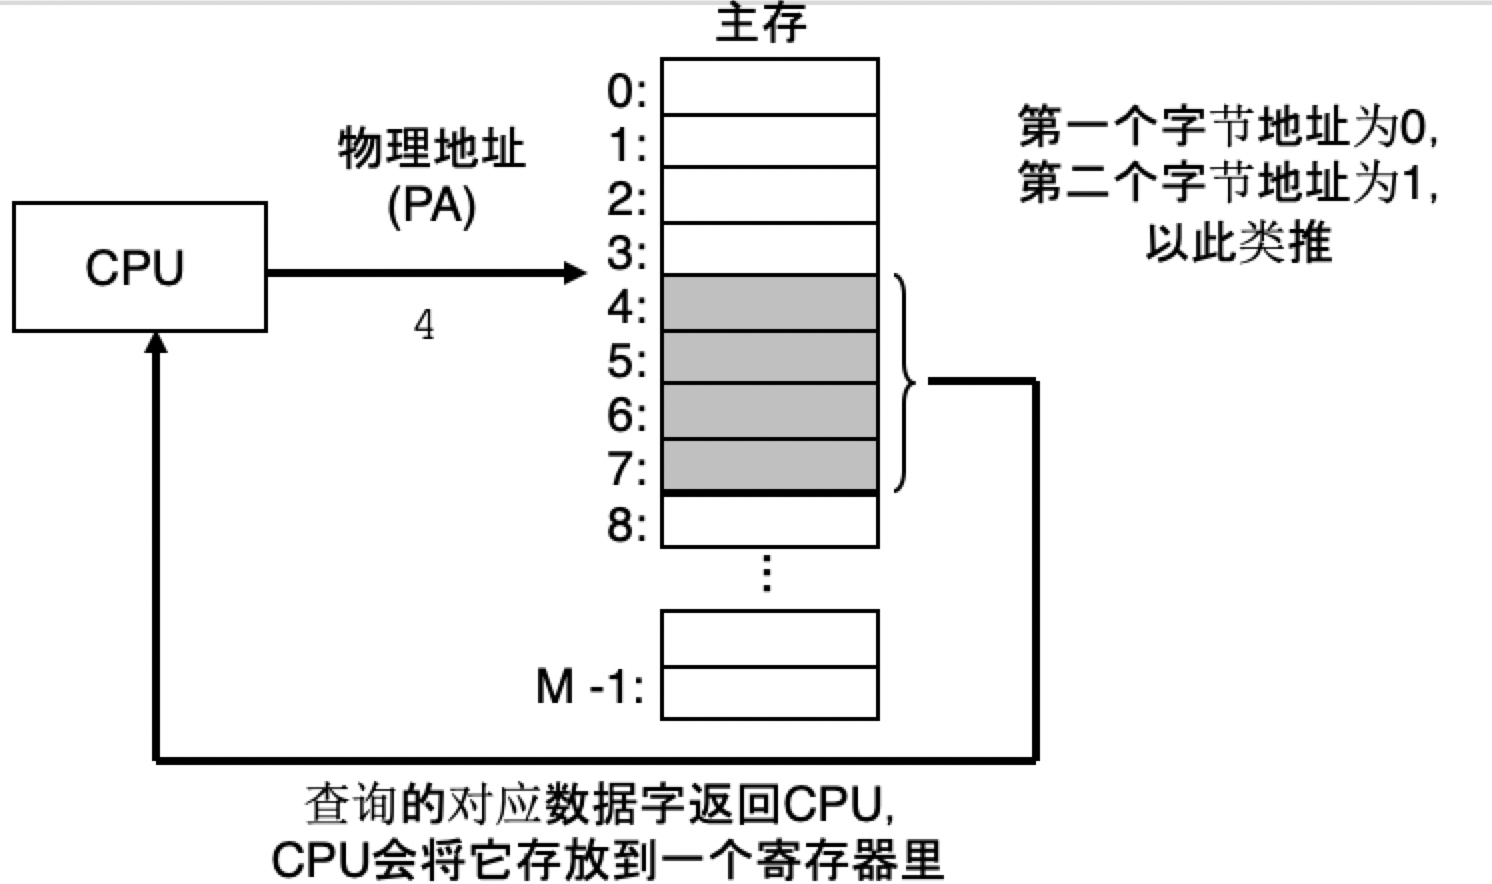 主存
0:
1:
2:
3:
4:
5:
6:
7:
8:
⋮
M -1:
物理地址
(PA)
CPU
4
第一个字节地址为0,
第二个字节地址为1,
以此类推
查询的对应数据字返回CPU,
CPU会将它存放到一个寄存器里